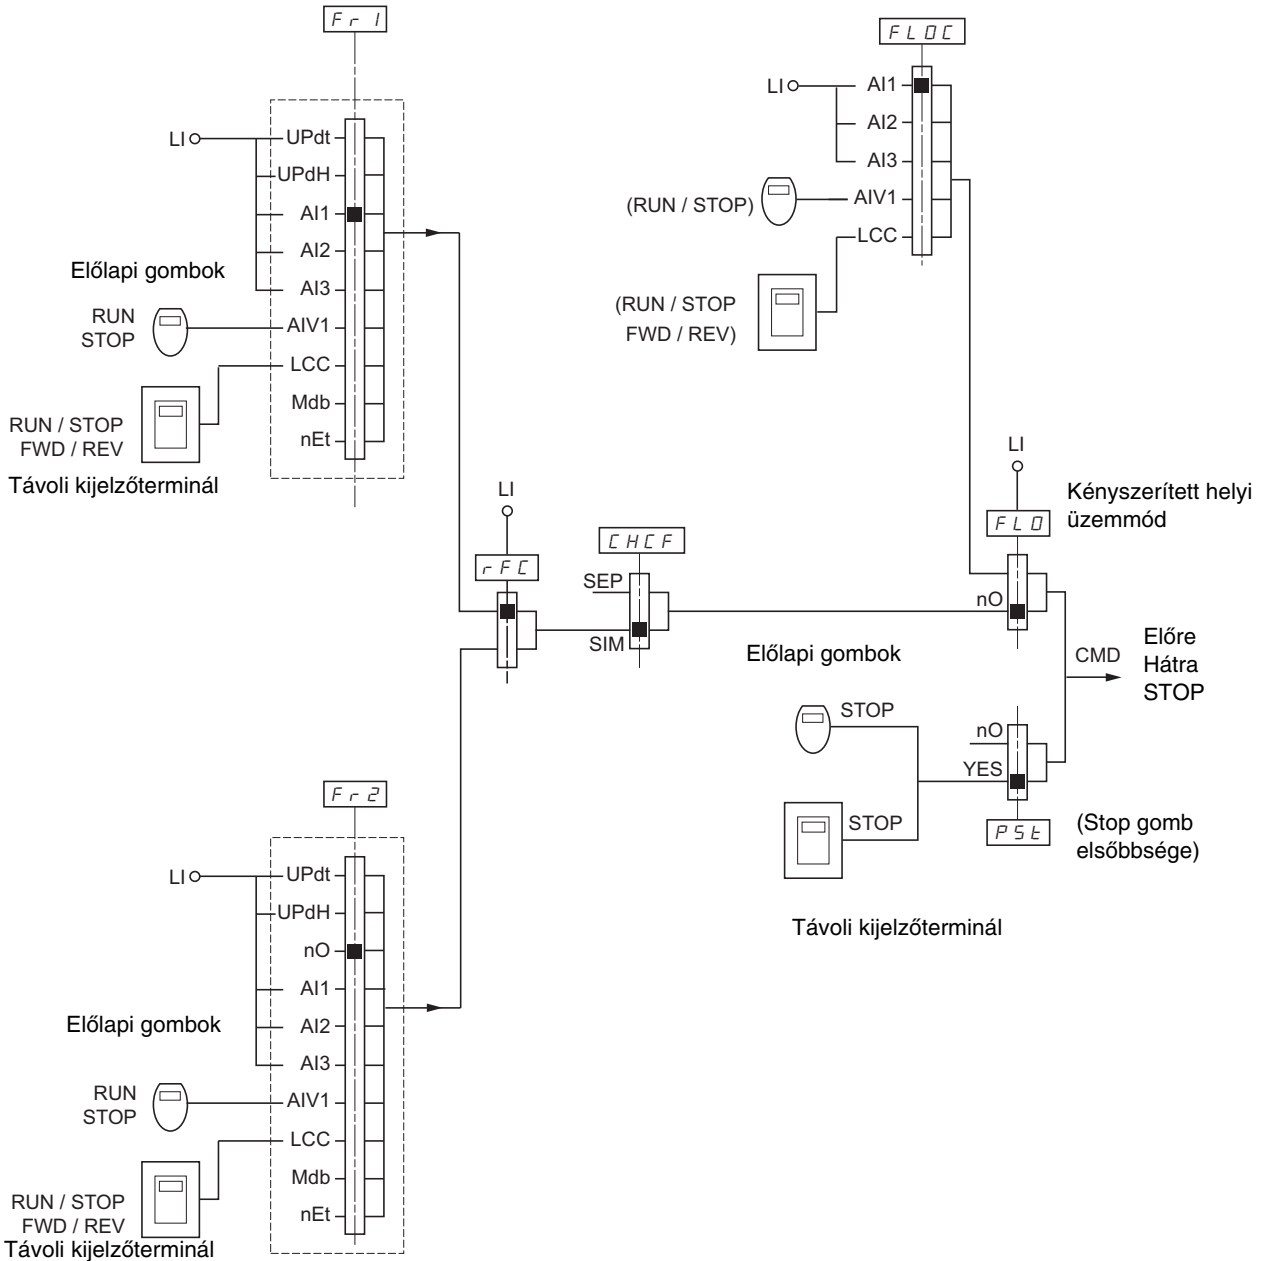 Fr1
LI
UPdt
UPdH
AI1
AI2
AI3
AIV1
LCC
Mdb
nEt
Előlapi gombok
RUN
STOP
RUN / STOP
FWD / REV
Távoli kijelzőterminál
FLOC
LI
AI1
AI2
AI3
AIV1
LCC
(RUN / STOP)
(RUN / STOP
FWD / REV)
LI
rFC
CHCF
SEP
SIM
LI
FLO
nO
Kényszerített helyi
üzemmód
Előlapi gombok
STOP
STOP
nO
YES
PSt
CMD
Előre
Hátra
STOP
(Stop gomb
elsőbbsége)
Távoli kijelzőterminál
Fr2
LI
UPdt
UPdH
nO
AI1
AI2
AI3
AIV1
LCC
Mdb
nEt
Előlapi gombok
RUN
STOP
RUN / STOP
FWD / REV
Távoli kijelzőterminál